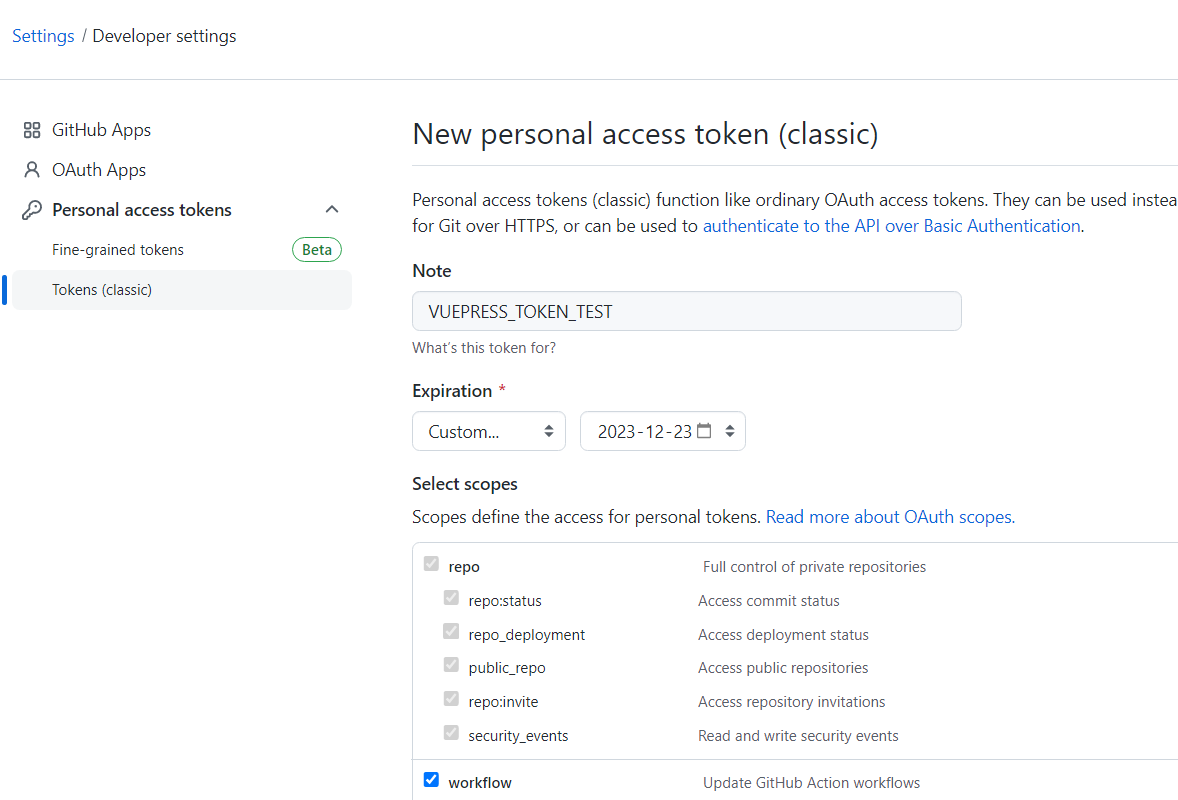 Settings / Developer settings
GitHub Apps
OAuth Apps
Personal access tokens
Fine-grained tokens Beta
Tokens (classic)
New personal access token (classic)
Personal access tokens (classic) function like ordinary OAuth access tokens. They can be used instea
for Git over HTTPS, or can be used to authenticate to the API over Basic Authentication.
Note
VUEPRESS_TOKEN_TEST
What's this token for?
Expiration *
Custom... 2023-12-23
Select scopes
Scopes define the access for personal tokens. Read more about OAuth scopes.
repo Full control of private repositories
repo:status Access commit status
repo_deployment Access deployment status
public_repo Access public repositories
repo:invite Access repository invitations
security_events Read and write security events
workflow Update GitHub Action workflows